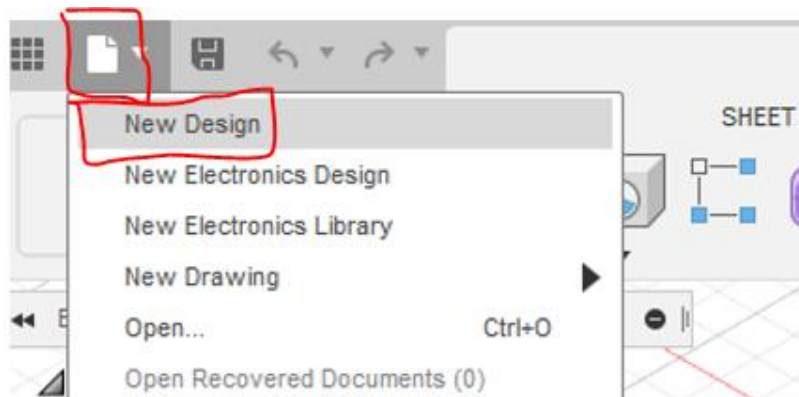 SHEET
New Design
New Electronics Design
New Electronics Library
New Drawing
Open... Ctrl+O
Open Recovered Documents (0)